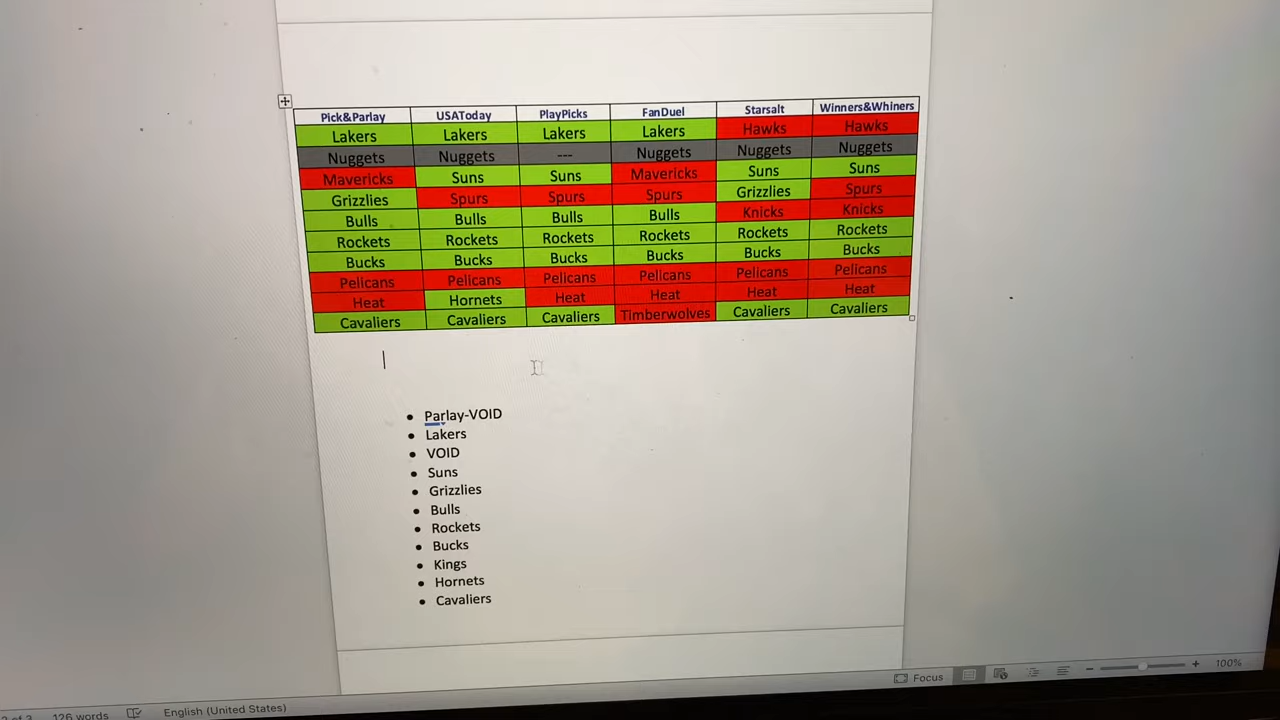 Pick&Parlay USAToday PlayPicks FanDuel Starsalt Winners&Whiners
Lakers Lakers Lakers Lakers Hawks Hawks
Nuggets Nuggets --- Nuggets Nuggets Nuggets
Mavericks Suns Suns Mavericks Suns Suns
Grizzlies Spurs Spurs Spurs Grizzlies Spurs
Bulls Bulls Bulls Bulls Knicks Knicks
Rockets Rockets Rockets Rockets Rockets Rockets
Bucks Bucks Bucks Bucks Bucks Bucks
Pelicans Pelicans Pelicans Pelicans Pelicans Pelicans
Heat Hornets Heat Heat Heat Heat
Cavaliers Cavaliers Cavaliers Timberwolves Cavaliers Cavaliers
• Parlay-VOID
• Lakers
• VOID
• Suns
• Grizzlies
• Bulls
• Rockets
• Bucks
• Kings
• Hornets
• Cavaliers
Focus 100%
of 3 126 words English (United States)